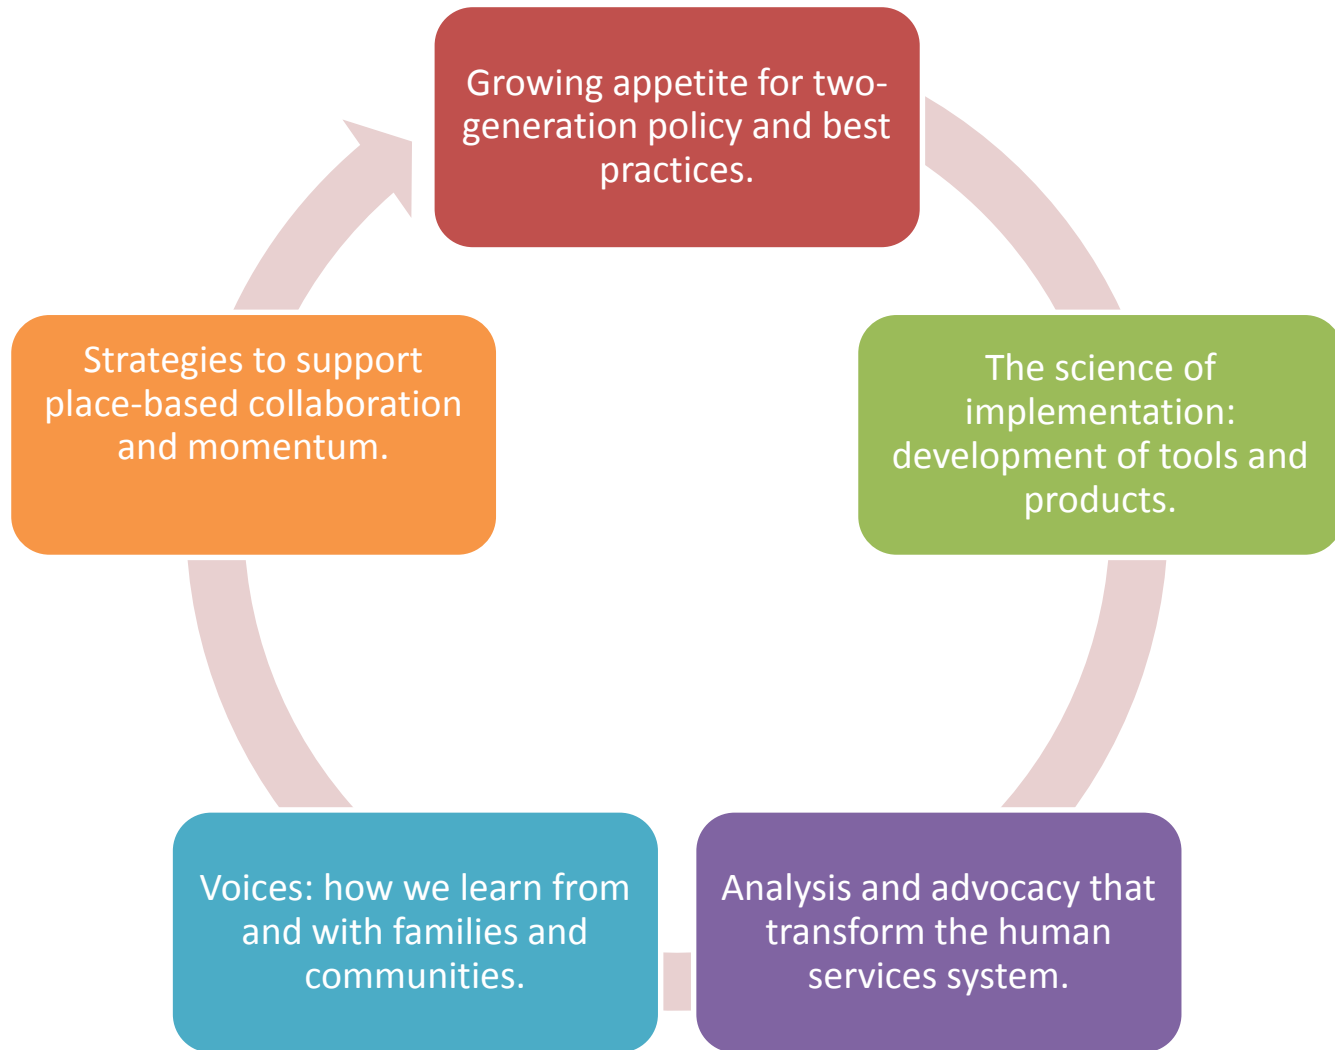 Growing appetite for two-
generation policy and best
practices.
The science of
implementation:
development of tools and
products.
Analysis and advocacy that
transform the human
services system.
Voices: how we learn from
and with families and
communities.
Strategies to support
place-based collaboration
and momentum.